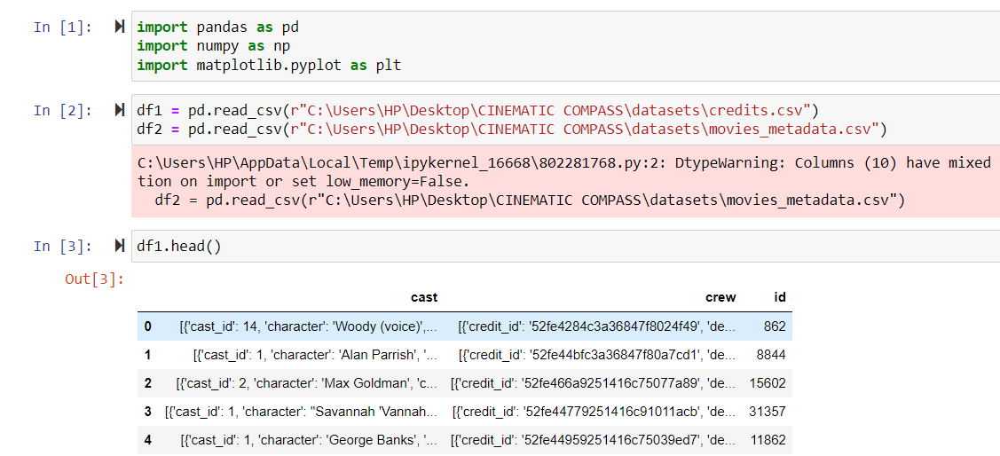 In [1]: import pandas as pd
import numpy as np
import matplotlib.pyplot as plt
In [2]: df1 = pd.read_csv(r"C:\Users\HP\Desktop\CINEMATIC COMPASS\datasets\credits.csv")
df2 = pd.read_csv(r"C:\Users\HP\Desktop\CINEMATIC COMPASS\datasets\movies_metadata.csv")
C:\Users\HP\AppData\Local\Temp\ipykernel_16668\802281768.py:2: DtypeWarning: Columns (10) have mixed
tion on import or set low_memory=False.
df2 = pd.read_csv(r"C:\Users\HP\Desktop\CINEMATIC COMPASS\datasets\movies_metadata.csv")
In [3]: df1.head()
Out[3]:
cast crew id
0 [{'cast_id': 14, 'character': 'Woody (voice)',... [{'credit_id': '52fe4284c3a36847f8024f49', 'de... 862
1 [{'cast_id': 1, 'character': 'Alan Parrish', '... [{'credit_id': '52fe44bfc3a36847f80a7cd1', 'de... 8844
2 [{'cast_id': 2, 'character': 'Max Goldman', 'c... [{'credit_id': '52fe466a9251416c75077a89', 'de... 15602
3 [{'cast_id': 1, 'character': "Savannah 'Vannah... [{'credit_id': '52fe44779251416c91011acb', 'de... 31357
4 [{'cast_id': 1, 'character': 'George Banks', '... [{'credit_id': '52fe44959251416c75039ed7', 'de... 11862